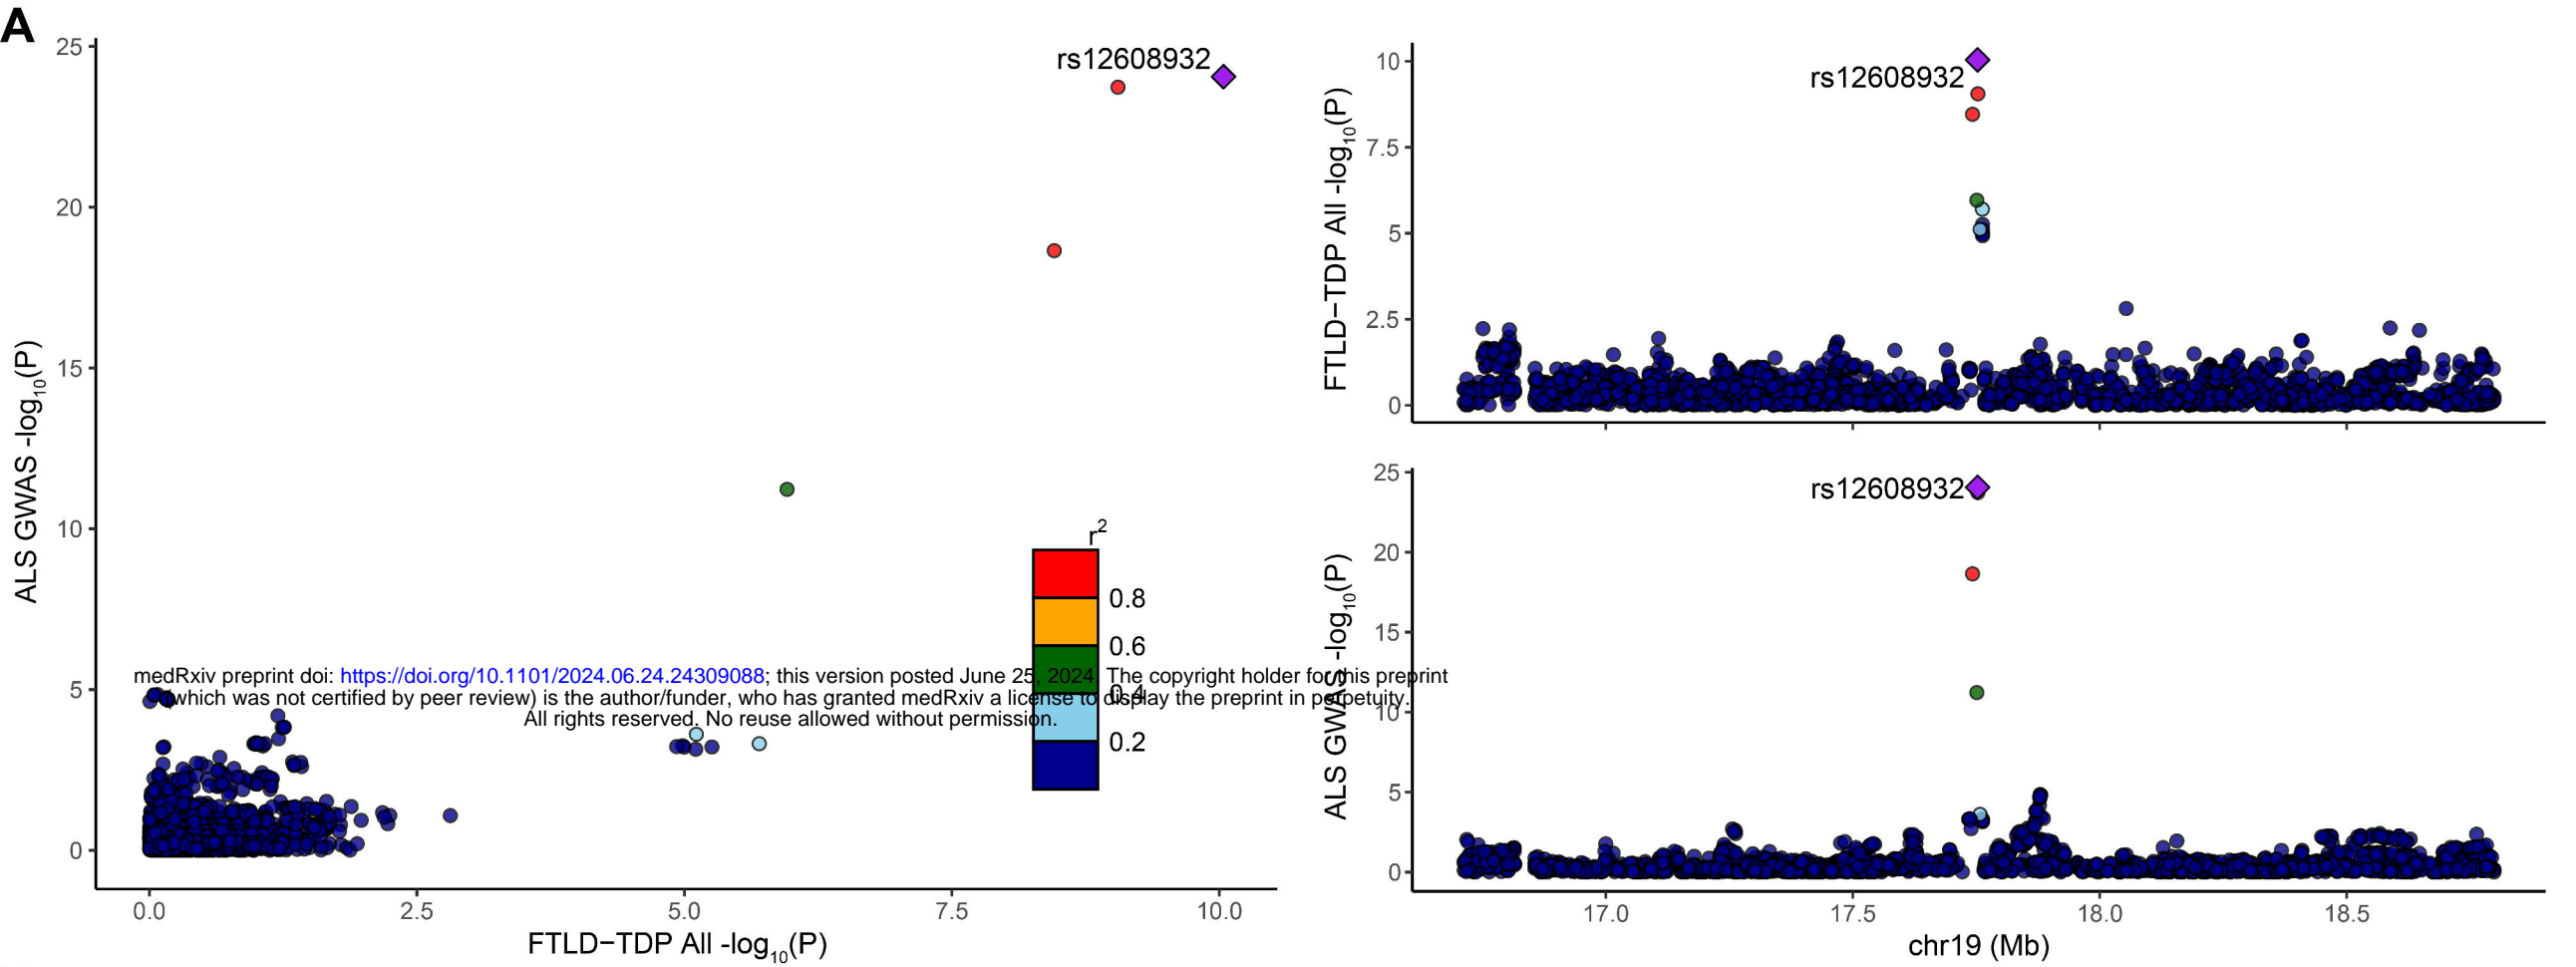 A
25
20
15
10
5
0
ALS GWAS -log10(P)
rs12608932
r2
0.8
0.6
0.4
0.2
medRxiv preprint doi: https://doi.org/10.1101/2024.06.24.24309088; this version posted June 25, 2024. The copyright holder for this preprint
(which was not certified by peer review) is the author/funder, who has granted medRxiv a license to display the preprint in perpetuity.
All rights reserved. No reuse allowed without permission.
0.0 2.5 5.0 7.5 10.0
FTLD−TDP All -log10(P)
10
7.5
5
2.5
0
FTLD−TDP All -log10(P)
rs12608932
25
20
15
10
5
0
ALS GWAS -log10(P)
rs12608932
17.0 17.5 18.0 18.5
chr19 (Mb)